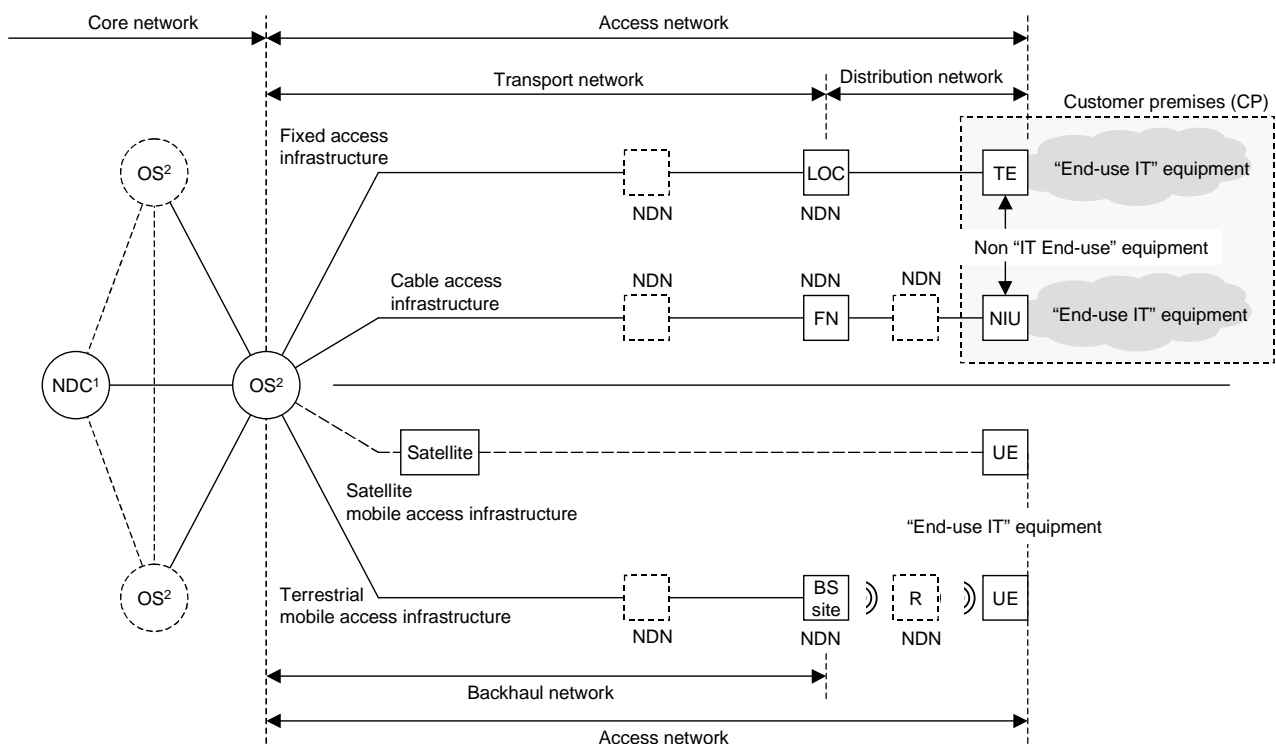 Core network
Access network
Transport network
Distribution network
Customer premises (CP)
Fixed access
infrastructure
OS²
LOC
TE
“End-use IT” equipment
NDN
NDN
Non “IT End-use” equipment
Cable access
infrastructure
NDN
NDN
NDN
FN
NIU
“End-use IT” equipment
NDC¹
OS²
Satellite
UE
Satellite
mobile access infrastructure
“End-use IT” equipment
OS²
Terrestrial
mobile access infrastructure
BS
site
R
UE
NDN
NDN
NDN
Backhaul network
Access network